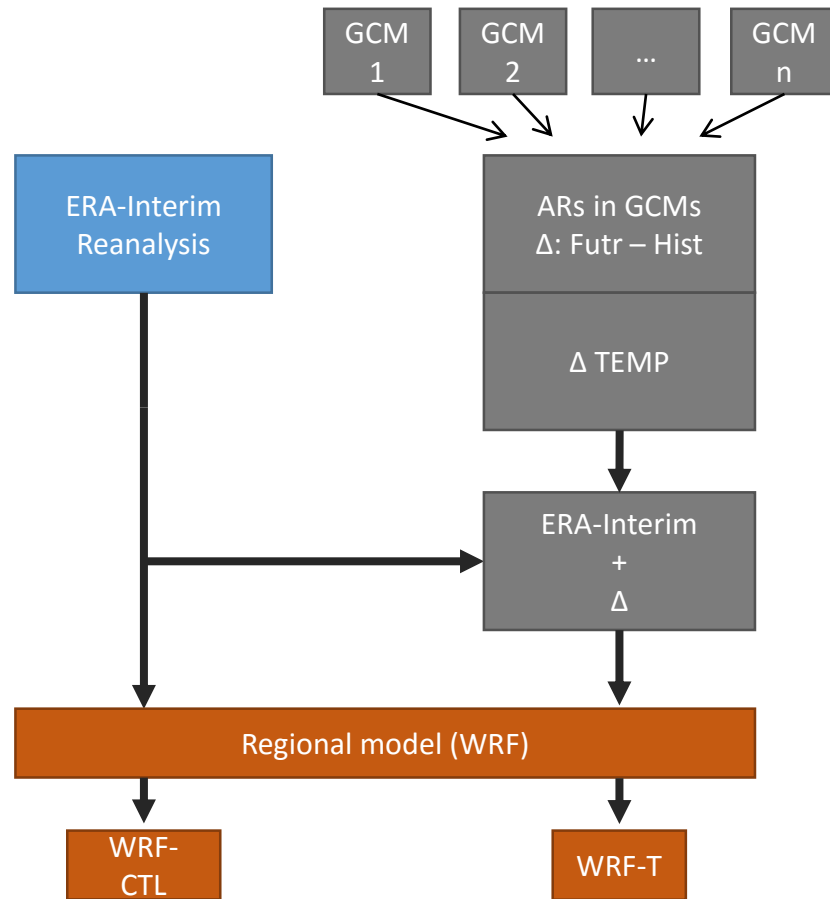 GCM
1
GCM
2
...
GCM
n
ERA-Interim
Reanalysis
ARs in GCMs
Δ: Futr – Hist
Δ TEMP
ERA-Interim
+
Δ
Regional model (WRF)
WRF-
CTL
WRF-T